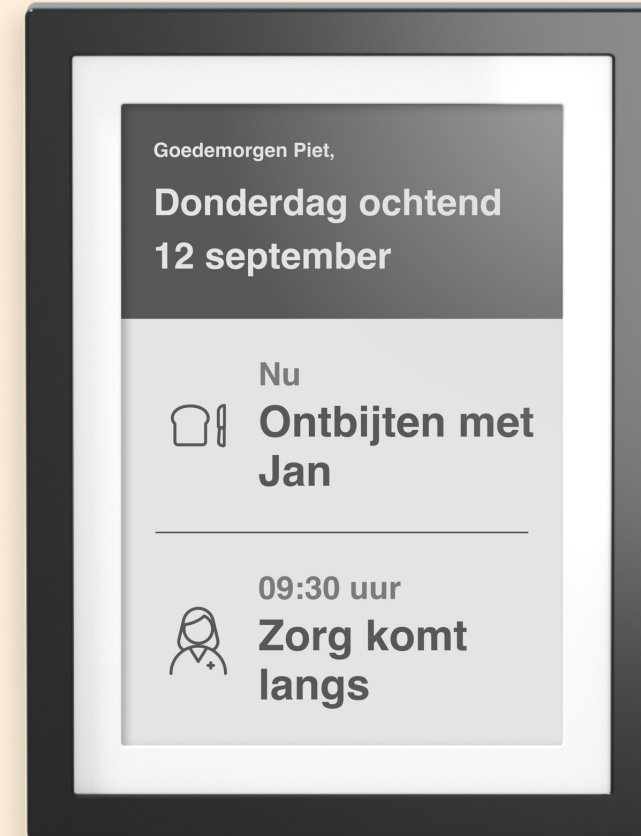 Goedemorgen Piet,
Donderdag ochtend
12 september
Nu
Ontbijten met
Jan
09:30 uur
Zorg komt
langs